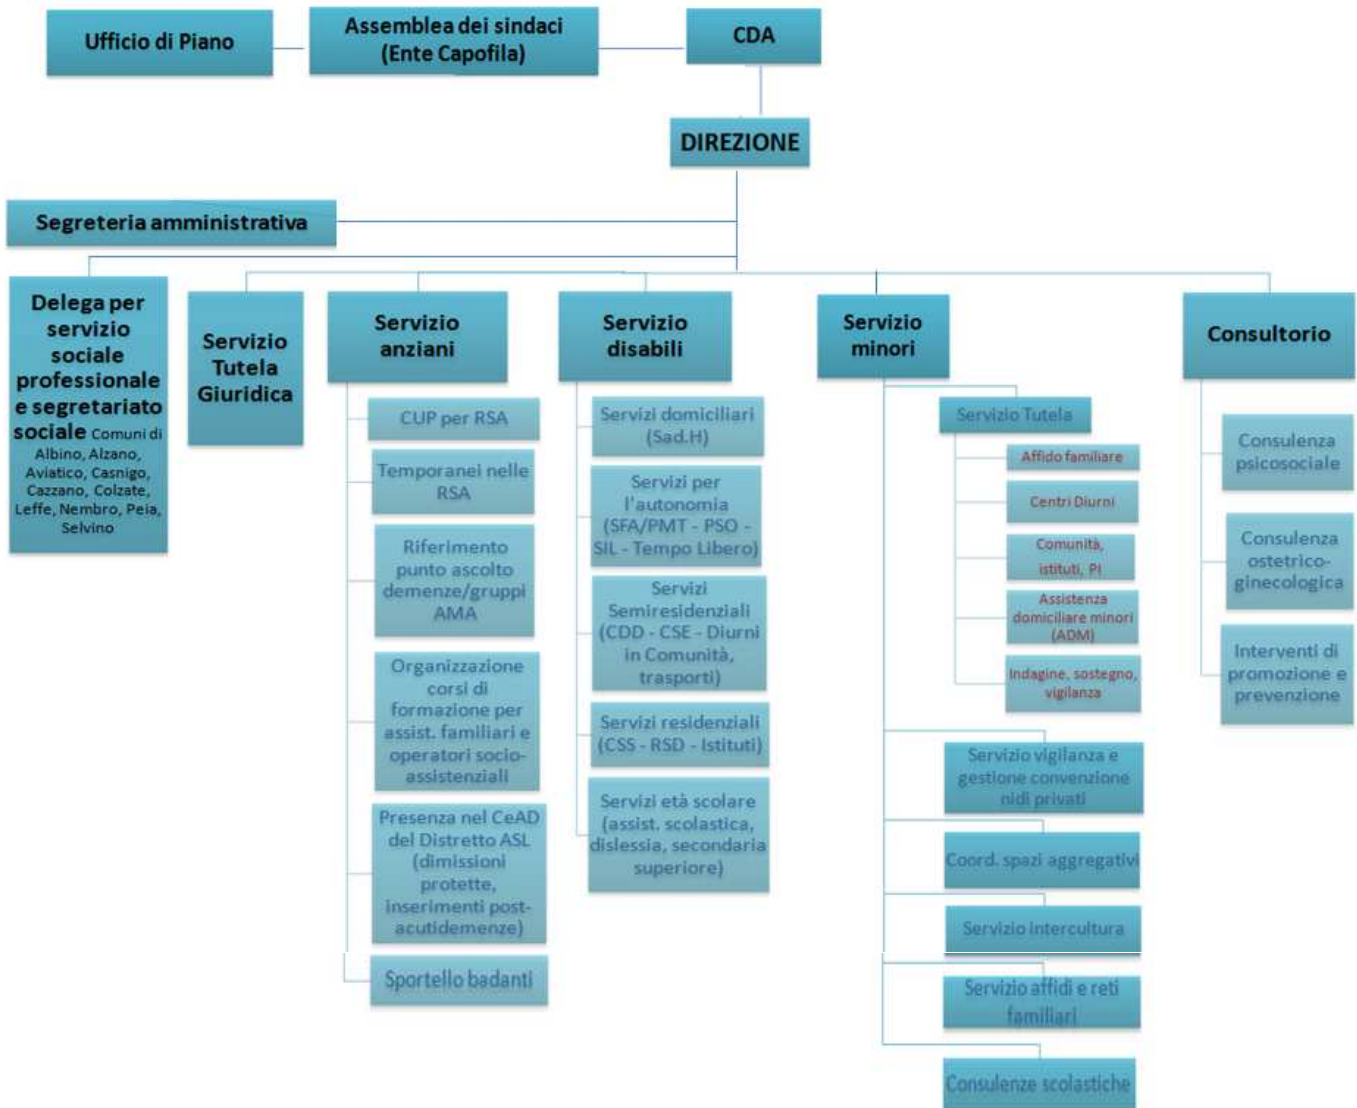 Ufficio di Piano
Assemblea dei sindaci
(Ente Capofila)
CDA
DIREZIONE
Segreteria amministrativa
Delega per
servizio
sociale
professionale
e segretariato
sociale Comuni di
Albino, Alzano,
Aviatico, Casnigo,
Cazzano, Colzate,
Leffe, Nembro, Peia,
Selvino
Servizio
Tutela
Giuridica
Servizio
anziani
CUP per RSA
Temporanei nelle
RSA
Riferimento
punto ascolto
demenze/gruppi
AMA
Organizzazione
corsi di
formazione per
assist. familiari e
operatori socio-
assistenziali
Presenza nel CeAD
del Distretto ASL
(dimissioni
protette,
inserimenti post-
acutidemenze)
Sportello badanti
Servizio
disabili
Servizi domiciliari
(Sad.H)
Servizi per
l'autonomia
(SFA/PMT - PSO -
SIL - Tempo Libero)
Servizi
Semiresidenziali
(CDD - CSE - Diurni
in Comunità,
trasporti)
Servizi residenziali
(CSS - RSD - Istituti)
Servizi età scolare
(assist. scolastica,
dislessia, secondaria
superiore)
Servizio
minori
Servizio Tutela
Affido familiare
Centri Diurni
Comunità,
istituti, PI
Assistenza
domiciliare minori
(ADM)
Indagine, sostegno,
vigilanza
Servizio vigilanza e
gestione convenzione
nidi privati
Coord. spazi aggregativi
Servizio intercultura
Servizio affidi e reti
familiari
Consulenze scolastiche
Consultorio
Consulenza
psicosociale
Consulenza
ostetrico-
ginecologica
Interventi di
promozione e
prevenzione